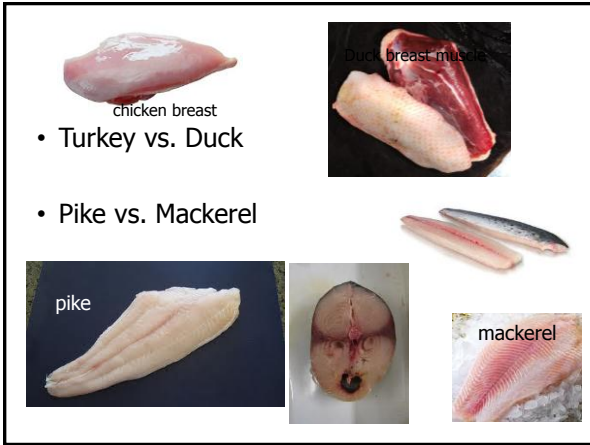 Duck breast muscle
chicken breast
• Turkey vs. Duck
• Pike vs. Mackerel
pike
mackerel